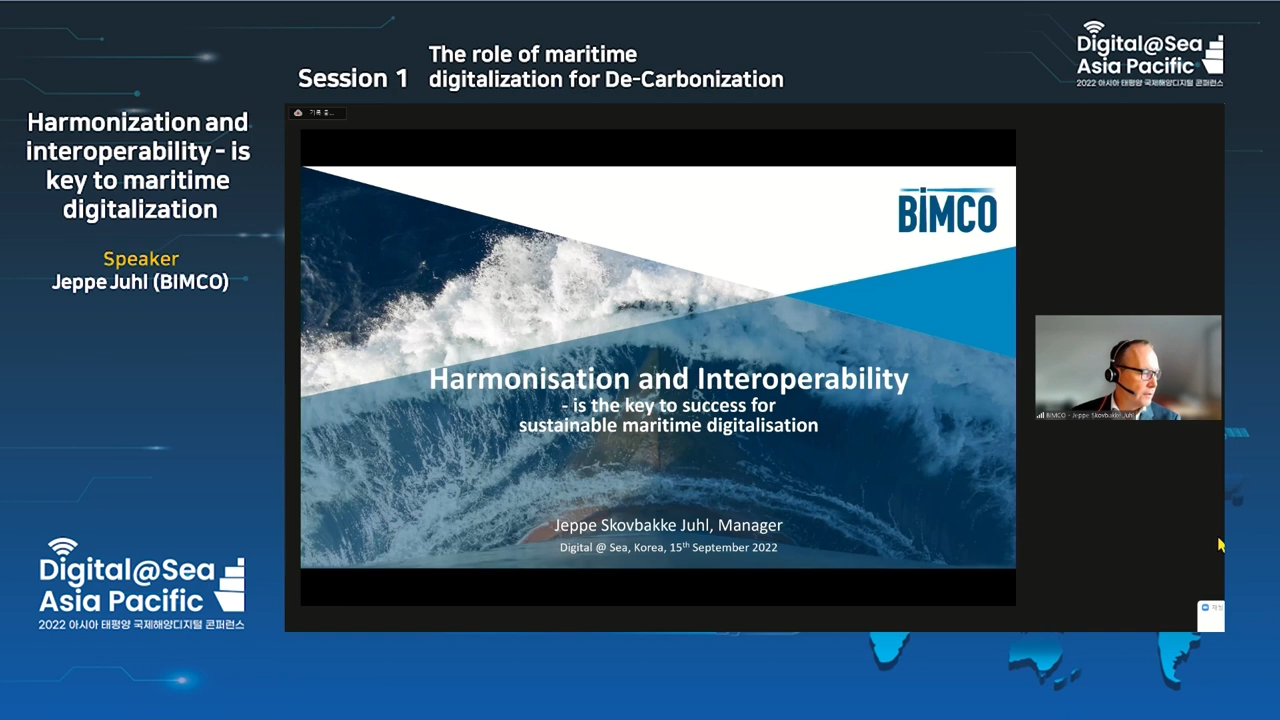 Session 1
The role of maritime
digitalization for De-Carbonization
Digital@Sea
Asia Pacific
2022 아시아 태평양 국제해양디지털 콘퍼런스
Harmonization and
interoperability - is
key to maritime
digitalization
Speaker
Jeppe Juhl (BIMCO)
BIMCO
Harmonisation and Interoperability
- is the key to success for
sustainable maritime digitalisation
Jeppe Skovbakke Juhl, Manager
Digital @ Sea, Korea, 15th September 2022
BIMCO - Jeppe Skovbakke Juhl
Digital@Sea
Asia Pacific
2022 아시아 태평양 국제해양디지털 콘퍼런스